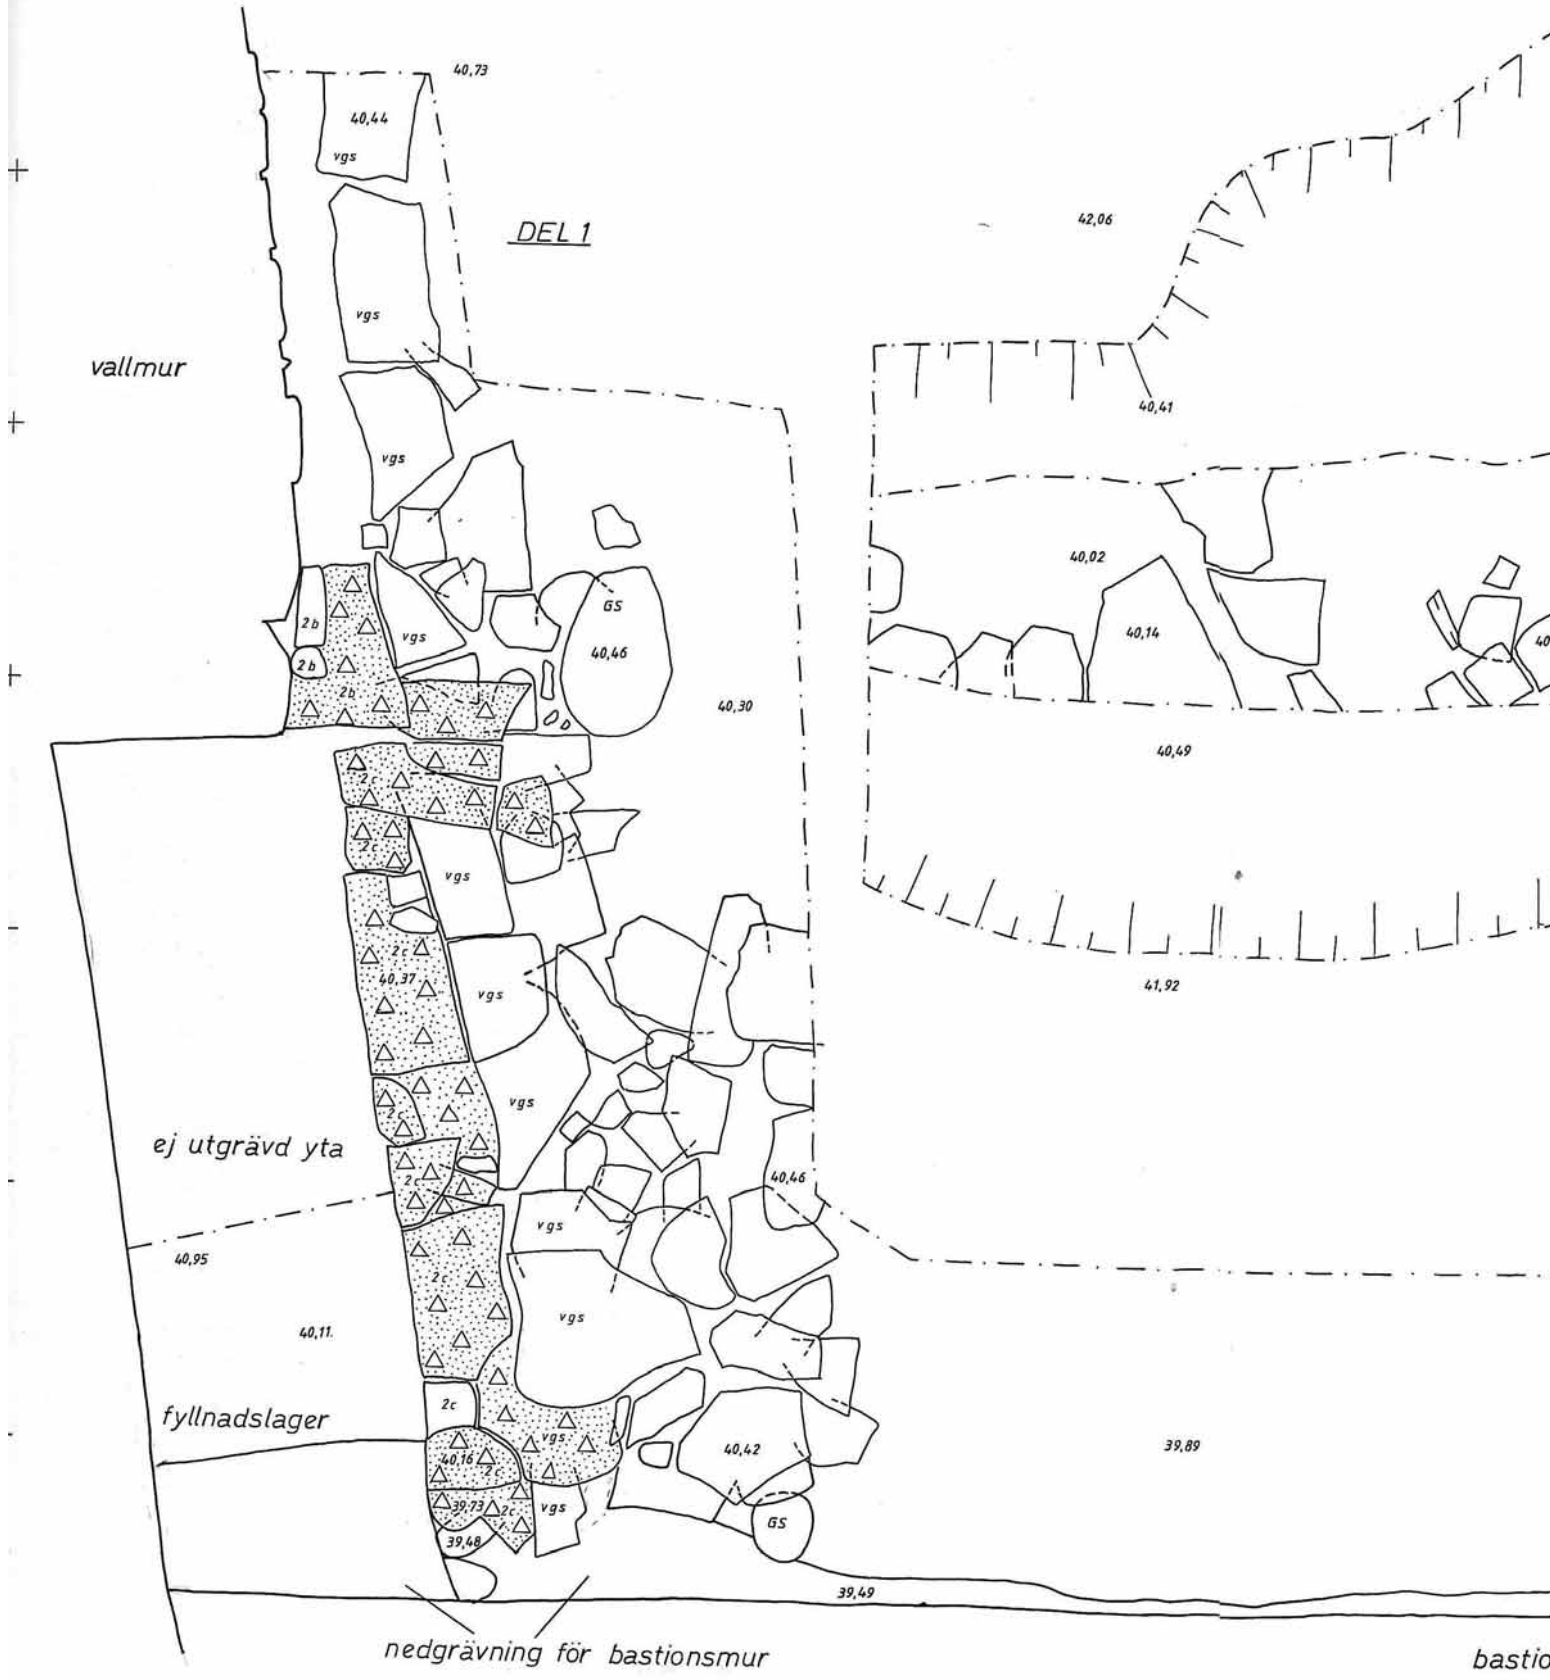 40,73
40,44
vgs
DEL 1
42,06
vgs
vallmur
40,41
vgs
40,02
GS
2b
vgs
40,14
40,46
40
2b
2b
40,30
40,49
2c
2c
vgs
2c
40,37
vgs
41,92
vgs
2c
ej utgrävd yta
2c
40,46
vgs
40,95
2c
vgs
40,11.
2c
fyllnadslager
vgs
40,42
39,89
40,16
2c
39,73
2c
vgs
GS
39,48
39,49
nedgrävning för bastionsmur
bastio